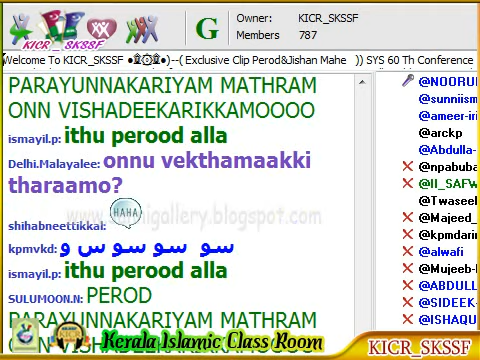 KICR_SKSSF
G
Owner: KICR_SKSSF
Members 787
Welcome To KICR_SKSSF •۩۞۩•)--( Exclusive Clip Perod&Jishan Mahe )) SYS 60 Th Conference
PARAYUNNAKARIYAM MATHRAM
ONN VISHADEEKARIKKAMOOOO
ismayil.p: ithu perood alla
Delhi.Malayalee: onnu vekthamaakki
tharaamo?
HAHA
shihabneettikkal:
kpmvkd: سو سو سو س و
ismayil.p: ithu perood alla
SULUMOON.N: PEROD
PARAYUNNAKARIYAM MATHRAM
ONN VISHADEEKARIKKAMOOOO
@NOORUL
@sunniism
@ameer-iri
@arckp
@Abdulla-
@npabuba
@II_SAFW
@Twaseel
@Majeed_
@kpmdarin
@alwafi
@Mujeeb-
@ABDULL
@SIDEEK-
@ISHAQU
Kerala Islamic Class Room
KICR_SKSSF